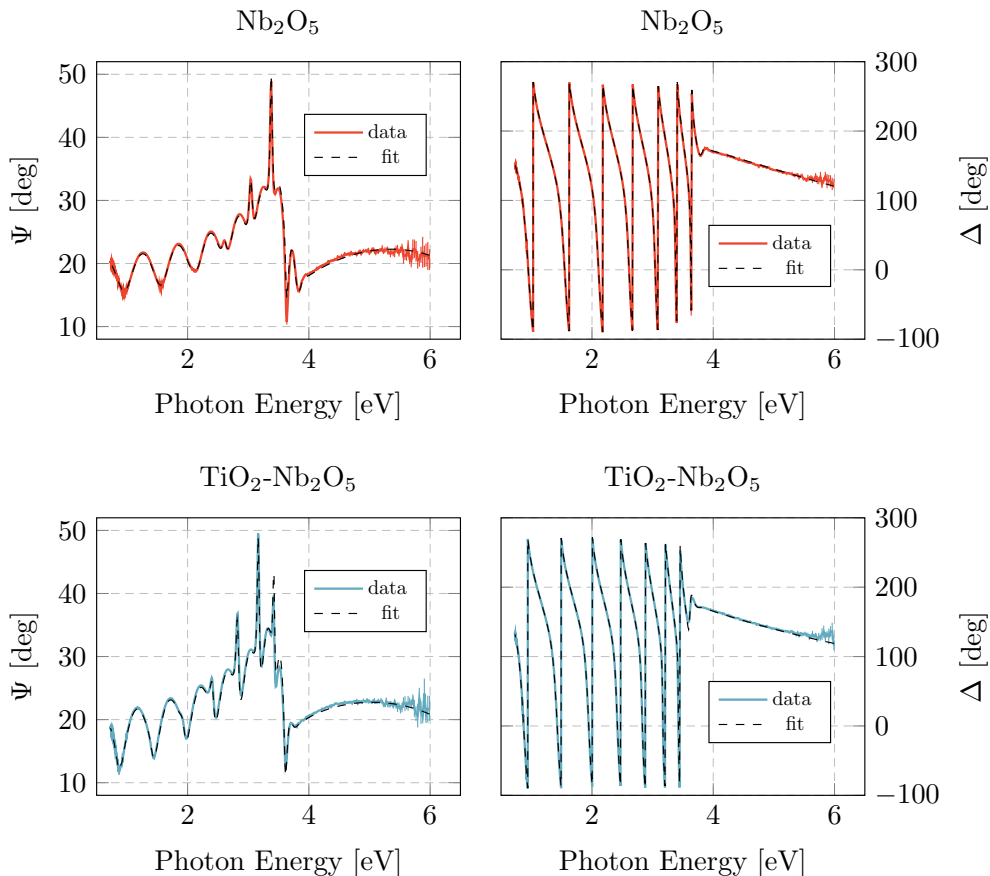 Nb₂O₅
Nb₂O₅
50
40
30
20
10
Ψ [deg]
data
fit
2
4
6
Photon Energy [eV]
300
200
100
0
−100
Δ [deg]
data
fit
2
4
6
Photon Energy [eV]
TiO₂-Nb₂O₅
TiO₂-Nb₂O₅
50
40
30
20
10
Ψ [deg]
data
fit
2
4
6
Photon Energy [eV]
300
200
100
0
−100
Δ [deg]
data
fit
2
4
6
Photon Energy [eV]